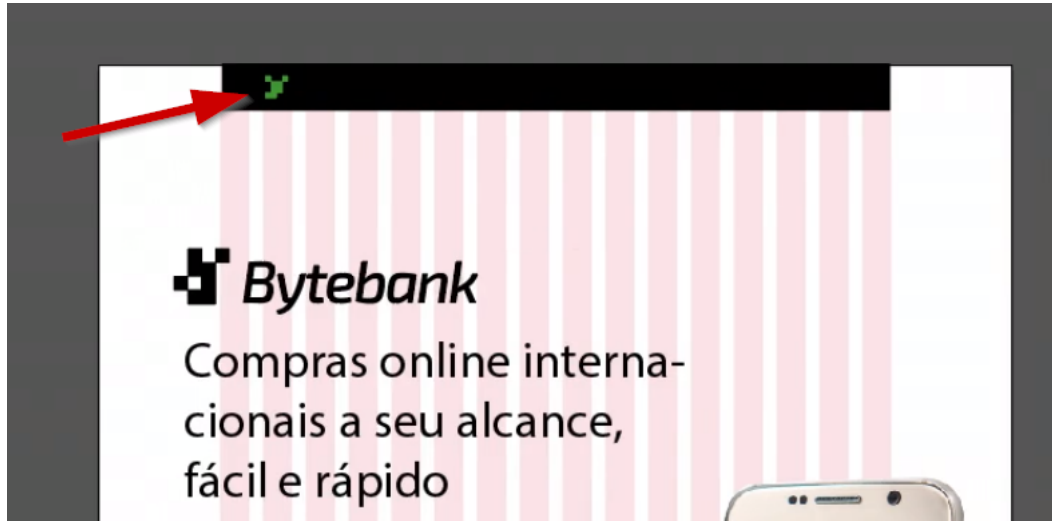 Bytebank
Compras online interna-
cionais a seu alcance,
fácil e rápido